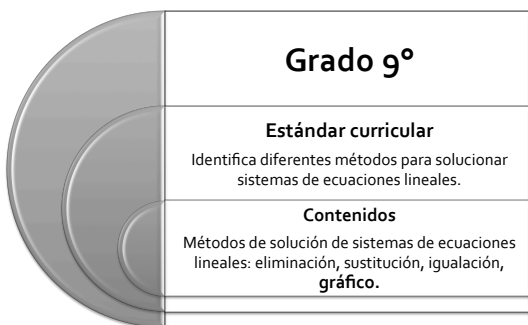 Grado 9°
Estándar curricular
Identifica diferentes métodos para solucionar
sistemas de ecuaciones lineales.
Contenidos
Métodos de solución de sistemas de ecuaciones
lineales: eliminación, sustitución, igualación,
gráfico.